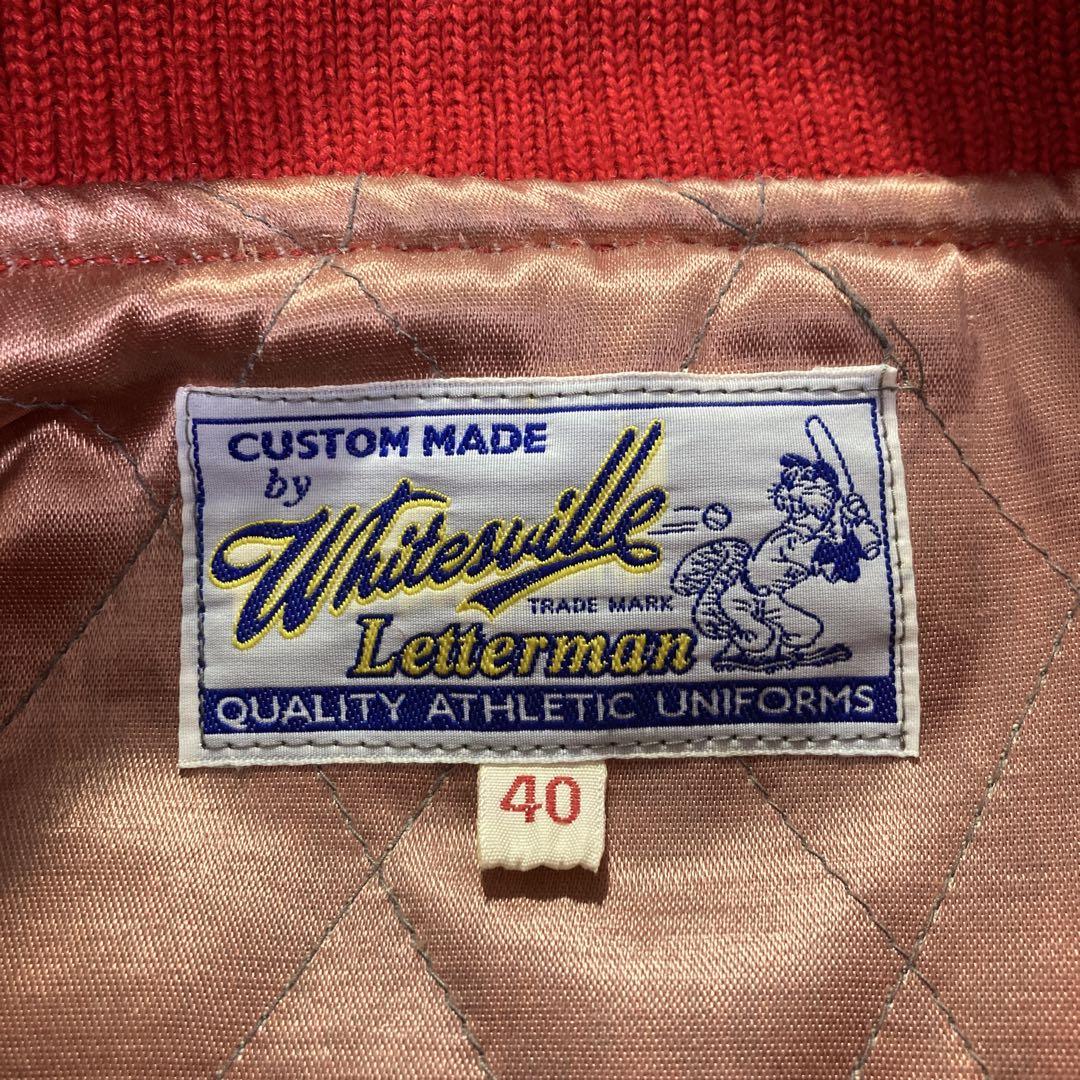 CUSTOM MADE
by
Whitesville
TRADE MARK
Letterman
QUALITY ATHLETIC UNIFORMS
40